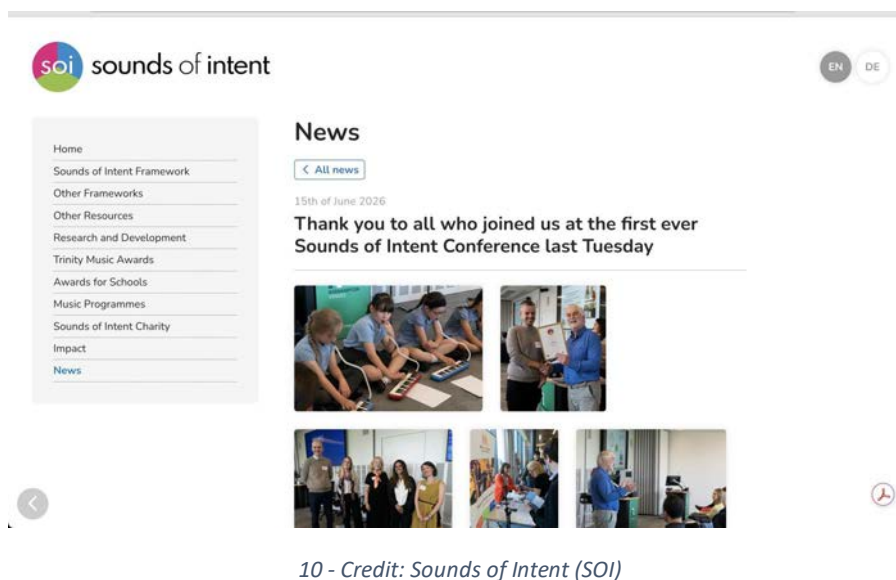 soi sounds of intent
EN DE
Home
Sounds of Intent Framework
Other Frameworks
Other Resources
Research and Development
Trinity Music Awards
Awards for Schools
Music Programmes
Sounds of Intent Charity
Impact
News
News
< All news
15th of June 2026
Thank you to all who joined us at the first ever
Sounds of Intent Conference last Tuesday
10 - Credit: Sounds of Intent (SOI)